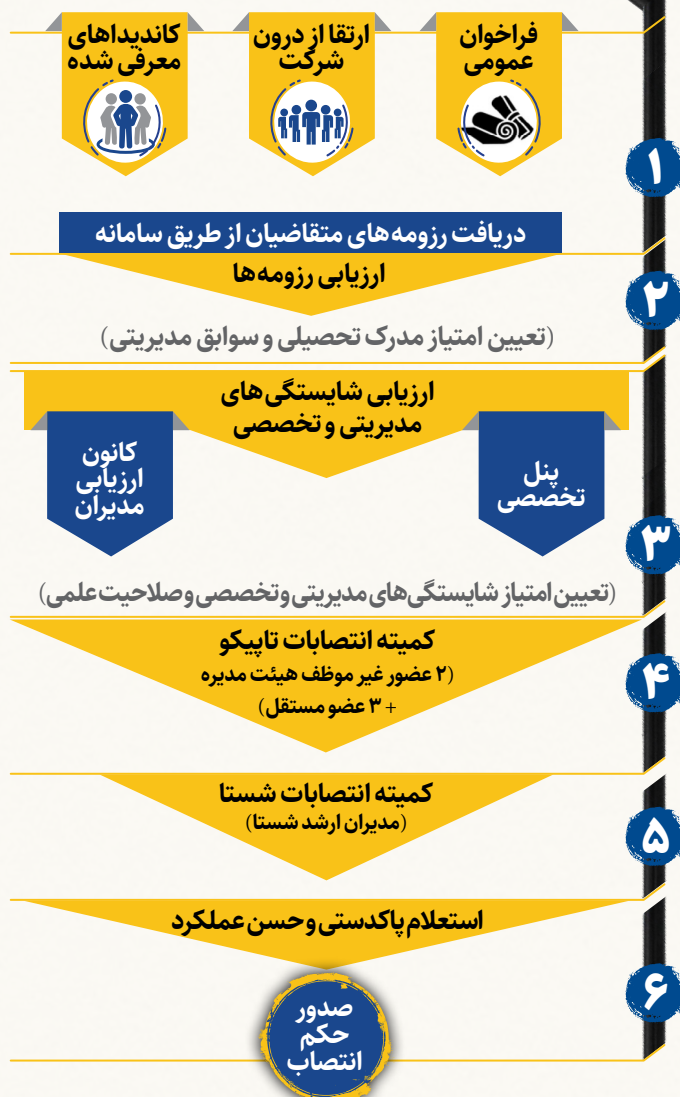 فراخوان
عمومی
ارتقا از درون
شرکت
کاندیداهای
معرفی شده
۱
دریافت رزومه‌های متقاضیان از طریق سامانه
ارزیابی رزومه‌ها
۲
(تعیین امتیاز مدرک تحصیلی و سوابق مدیریتی)
ارزیابی شایستگی‌های
مدیریتی و تخصصی
پنل
تخصصی
کانون
ارزیابی
مدیران
۳
(تعیین امتیاز شایستگی‌های مدیریتی و تخصصی و صلاحیت علمی)
کمیته انتصابات تاپیکو
(۲ عضور غیر موظف هیئت مدیره
+ ۳ عضو مستقل)
۴
کمیته انتصابات شستا
(مدیران ارشد شستا)
۵
استعلام پاکدستی و حسن عملکرد
۶
صدور
حکم
انتصاب